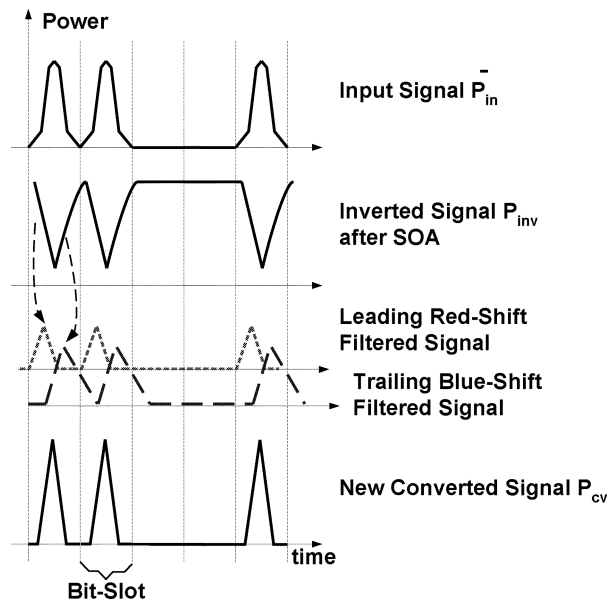 Power
Input Signal P̄in
Inverted Signal Pinv
after SOA
Leading Red-Shift
Filtered Signal
Trailing Blue-Shift
Filtered Signal
New Converted Signal Pcv
time
Bit-Slot